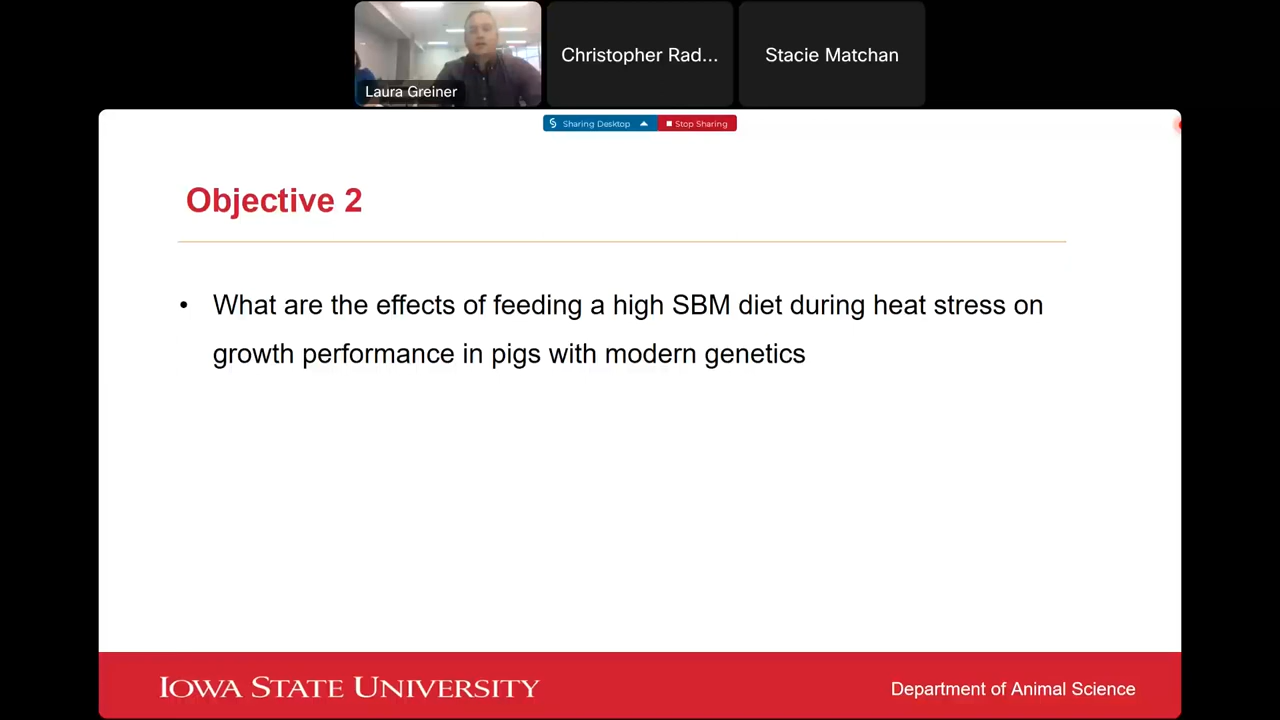 Laura Greiner
Christopher Rad...
Stacie Matchan
Sharing Desktop
Stop Sharing
Objective 2
• What are the effects of feeding a high SBM diet during heat stress on
growth performance in pigs with modern genetics
IOWA STATE UNIVERSITY
Department of Animal Science